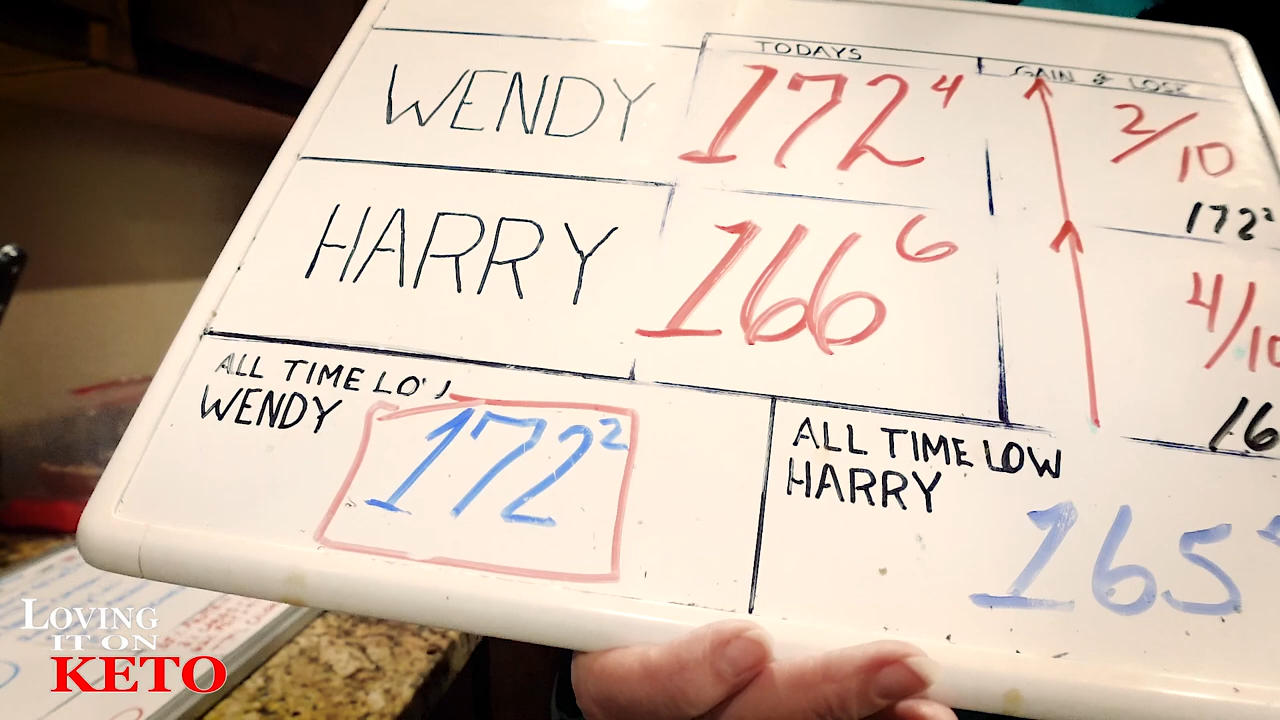 TODAYS
GAIN & LOSE
WENDY 172⁴ 2/10
172²
HARRY 166⁶ 4/10
16
ALL TIME LOW
WENDY
172²
ALL TIME LOW
HARRY
165
LOVING
IT ON
KETO